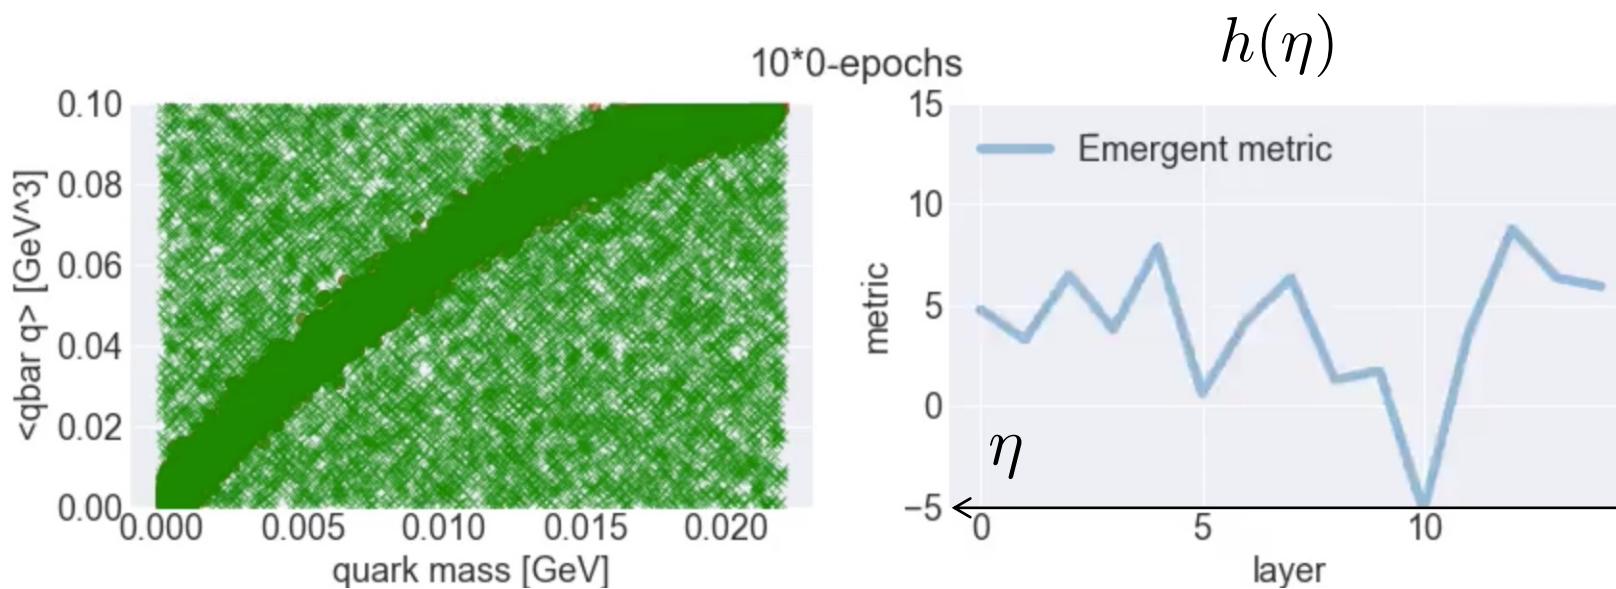 h(η)
10*0-epochs
0.10
0.08
0.06
0.04
0.02
0.00
<qbar q> [GeV^3]
0.000 0.005 0.010 0.015 0.020
quark mass [GeV]
15
10
5
0
−5
metric
Emergent metric
η
0 5 10
layer